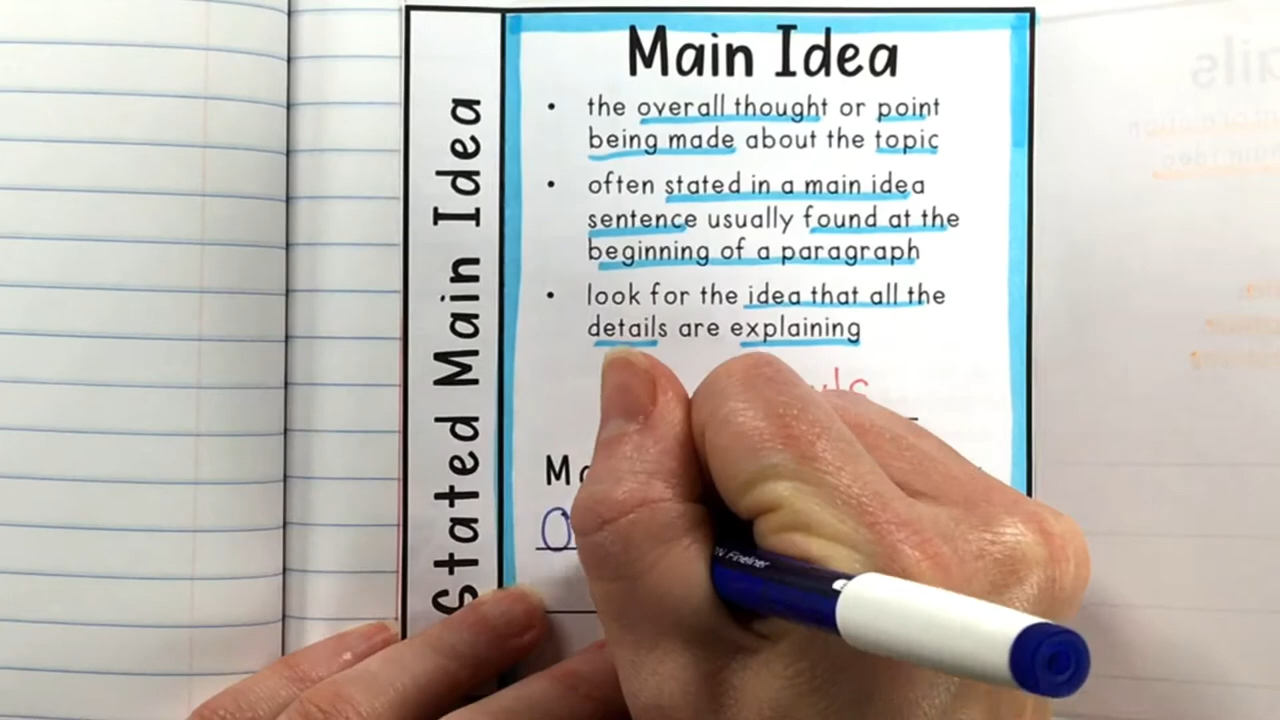 Main Idea
• the overall thought or point
being made about the topic
• often stated in a main idea
sentence usually found at the
beginning of a paragraph
• look for the idea that all the
details are explaining
Stated Main Idea
Fineliner